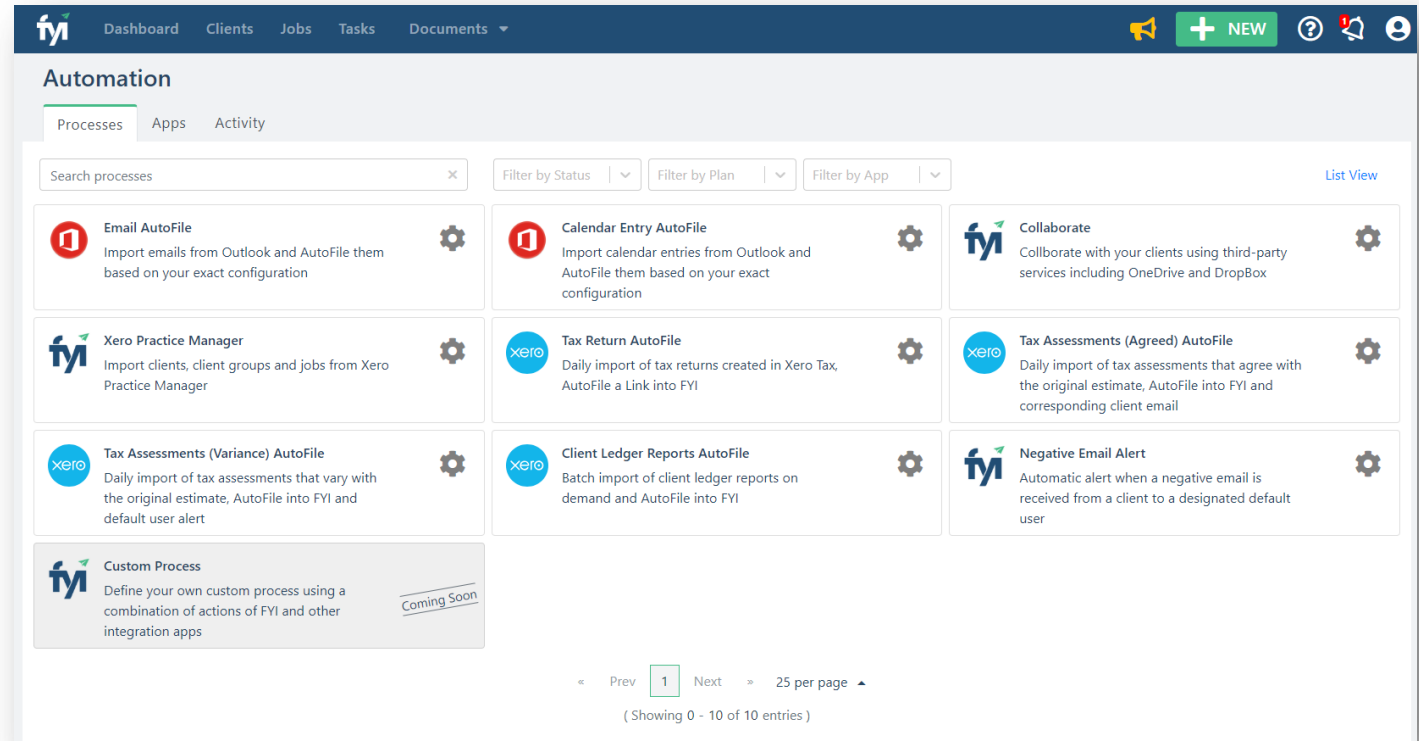 fyi Dashboard Clients Jobs Tasks Documents 1 NEW
Automation
Processes Apps Activity
Search processes × Filter by Status Filter by Plan Filter by App List View
Email AutoFile
Import emails from Outlook and AutoFile them
based on your exact configuration
Calendar Entry AutoFile
Import calendar entries from Outlook and
AutoFile them based on your exact
configuration
fyi
Collaborate
Collborate with your clients using third-party
services including OneDrive and DropBox
fyi
Xero Practice Manager
Import clients, client groups and jobs from Xero
Practice Manager
xero
Tax Return AutoFile
Daily import of tax returns created in Xero Tax,
AutoFile a Link into FYI
xero
Tax Assessments (Agreed) AutoFile
Daily import of tax assessments that agree with
the original estimate, AutoFile into FYI and
corresponding client email
xero
Tax Assessments (Variance) AutoFile
Daily import of tax assessments that vary with
the original estimate, AutoFile into FYI and
default user alert
xero
Client Ledger Reports AutoFile
Batch import of client ledger reports on
demand and AutoFile into FYI
fyi
Negative Email Alert
Automatic alert when a negative email is
received from a client to a designated default
user
fyi
Custom Process
Define your own custom process using a
combination of actions of FYI and other
integration apps
Coming Soon
« Prev 1 Next » 25 per page
( Showing 0 - 10 of 10 entries )